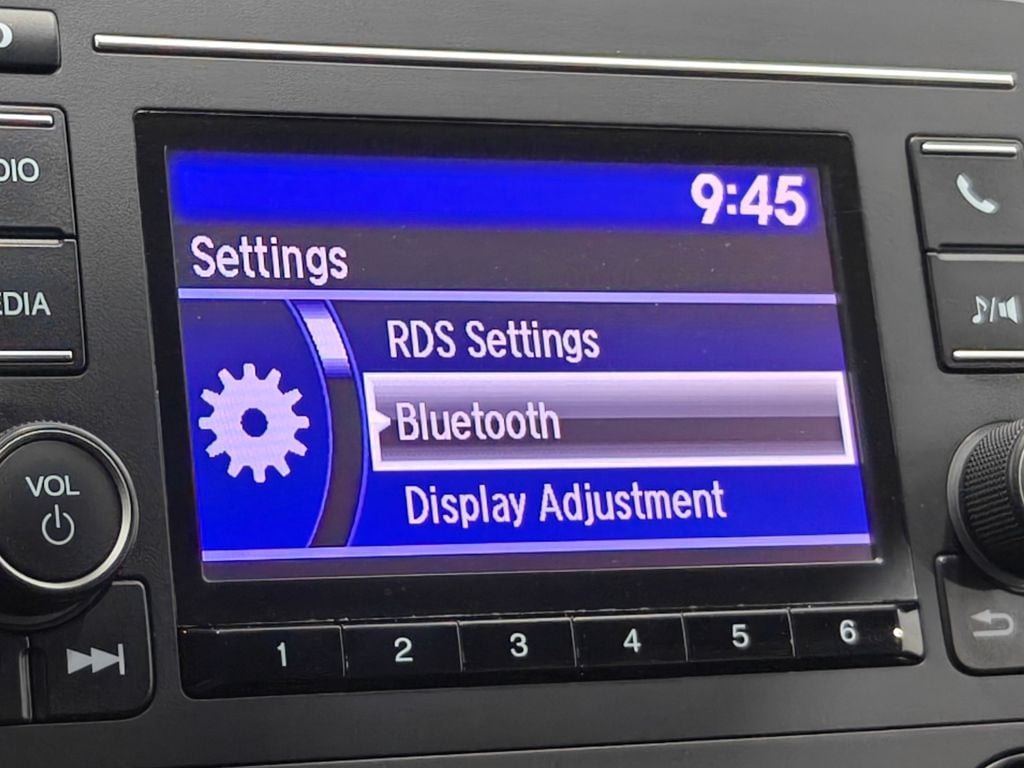 9:45
Settings
RDS Settings
Bluetooth
Display Adjustment
VOL
1 2 3 4 5 6